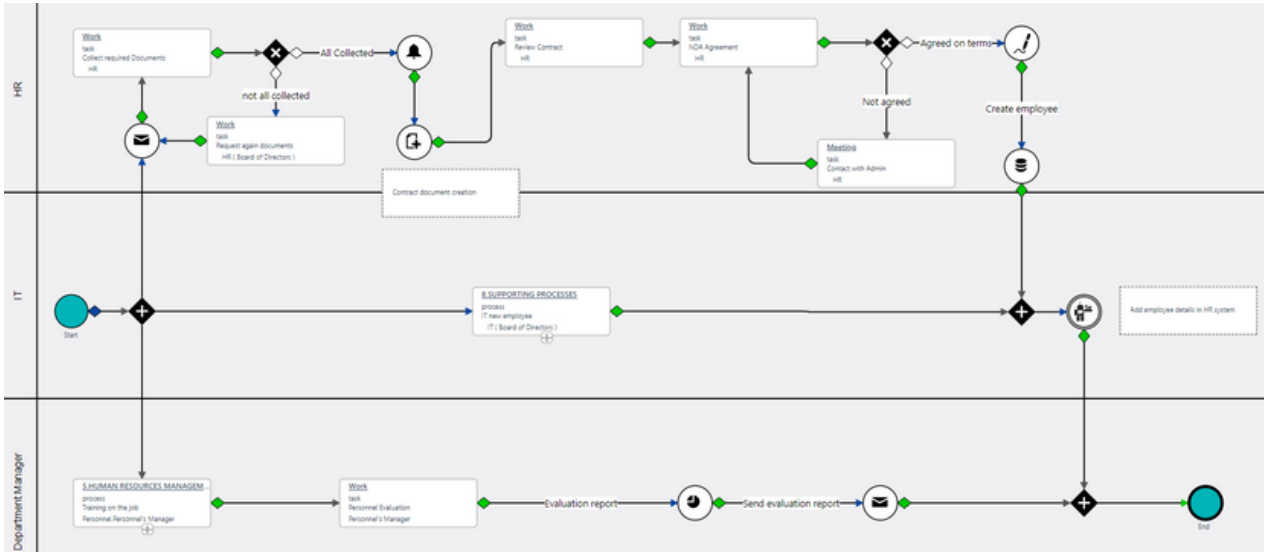 HR
Work
task
Collect required Documents
HR
All Collected
not all collected
Work
task
Request again documents
HR ( Board of Directors )
Contract document creation
Work
task
Review Contract
HR
Work
task
NDA Agreement
HR
Agreed on terms
Not agreed
Meeting
task
Contact with Admin
HR
Create employee
IT
Start
8.SUPPORTING PROCESSES
process
IT new employee
IT ( Board of Directors )
Add employee details in HR system
Department Manager
5.HUMAN RESOURCES MANAGEM...
process
Training on the job
Personnel,Personnel's Manager
Work
task
Personnel Evaluation
Personnel's Manager
Evaluation report
Send evaluation report
End